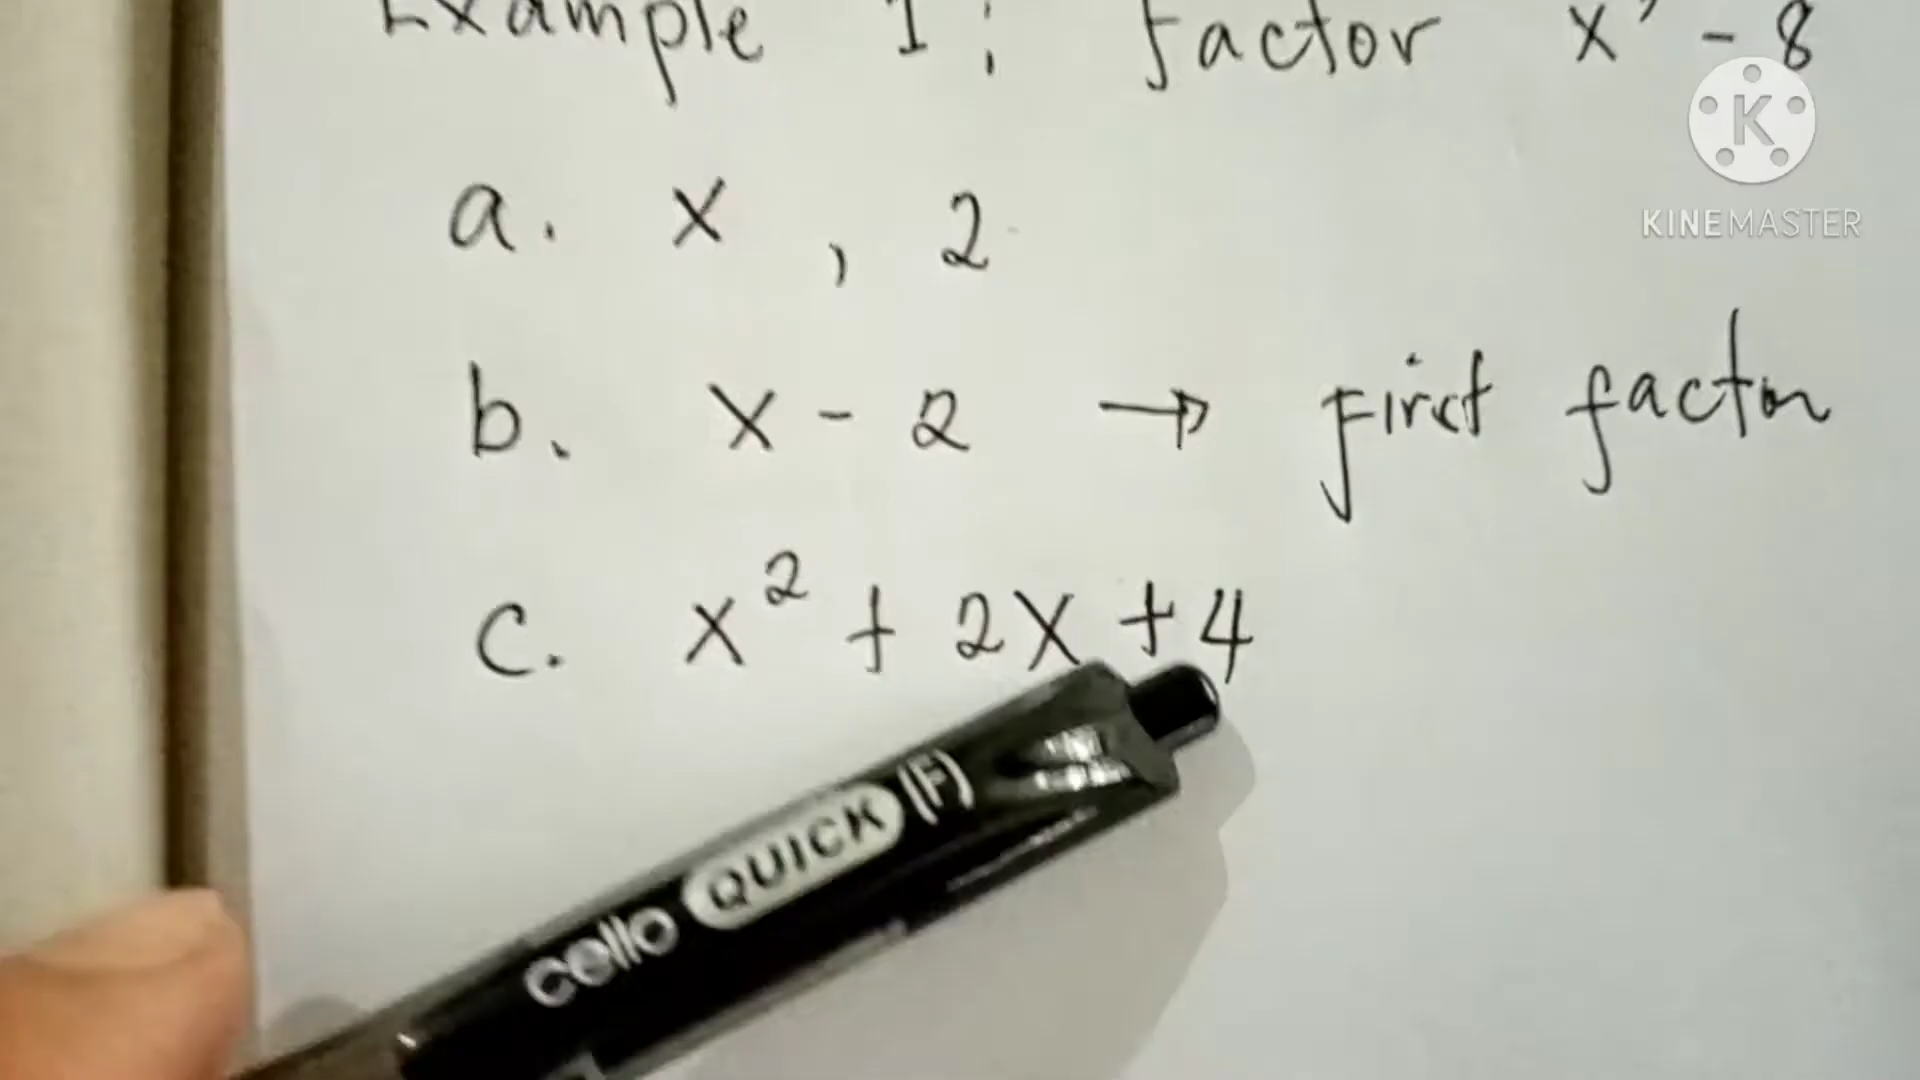 Example 1: Factor x³ - 8
K
KINEMASTER
a. x , 2
b. x - 2 → first factor
c. x² + 2x + 4
cello QUICK (F)